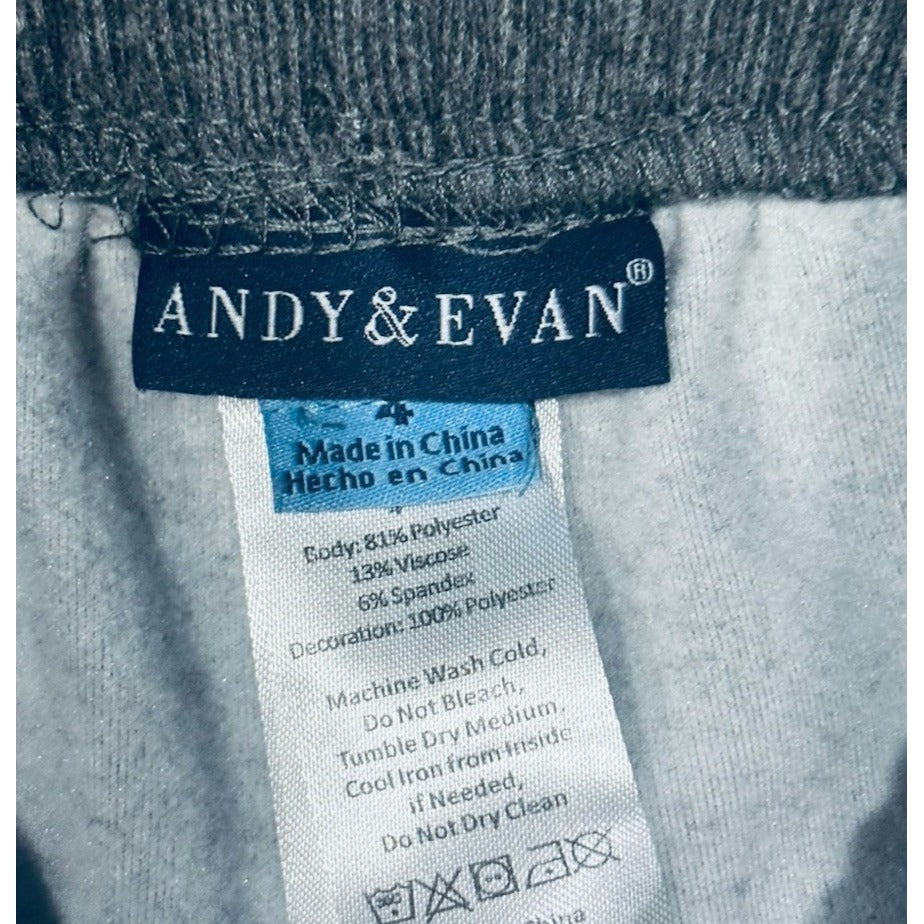 ANDY & EVAN®
4
Made in China
Hecho en China
4
Body: 81% Polyester
13% Viscose
6% Spandex
Decoration: 100% Polyester
Machine Wash Cold,
Do Not Bleach,
Tumble Dry Medium,
Cool Iron from Inside
if Needed,
Do Not Dry Clean
China